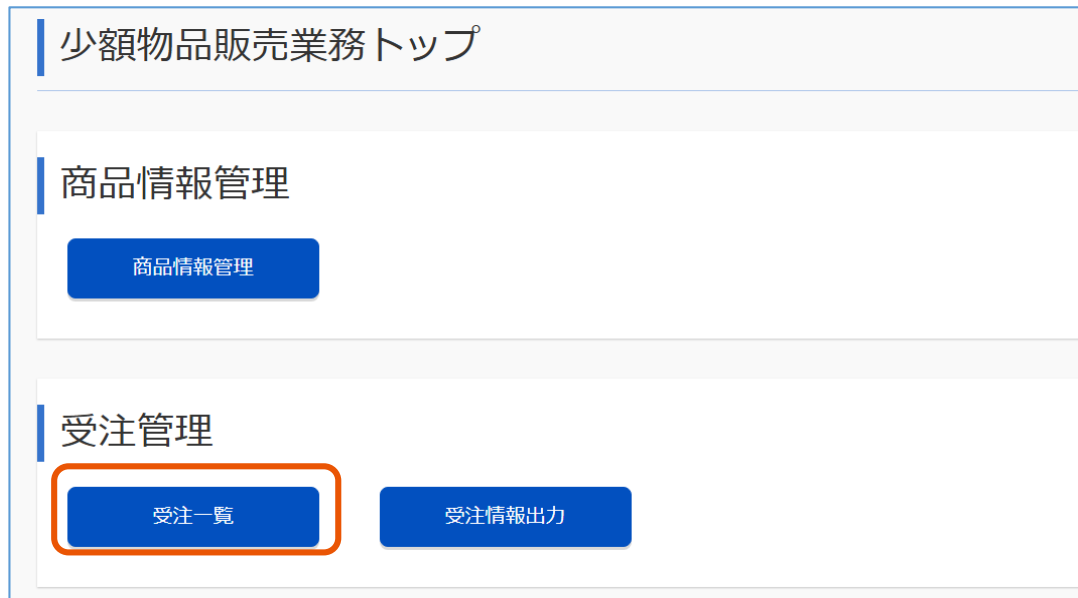 少額物品販売業務トップ
商品情報管理
商品情報管理
受注管理
受注一覧 受注情報出力